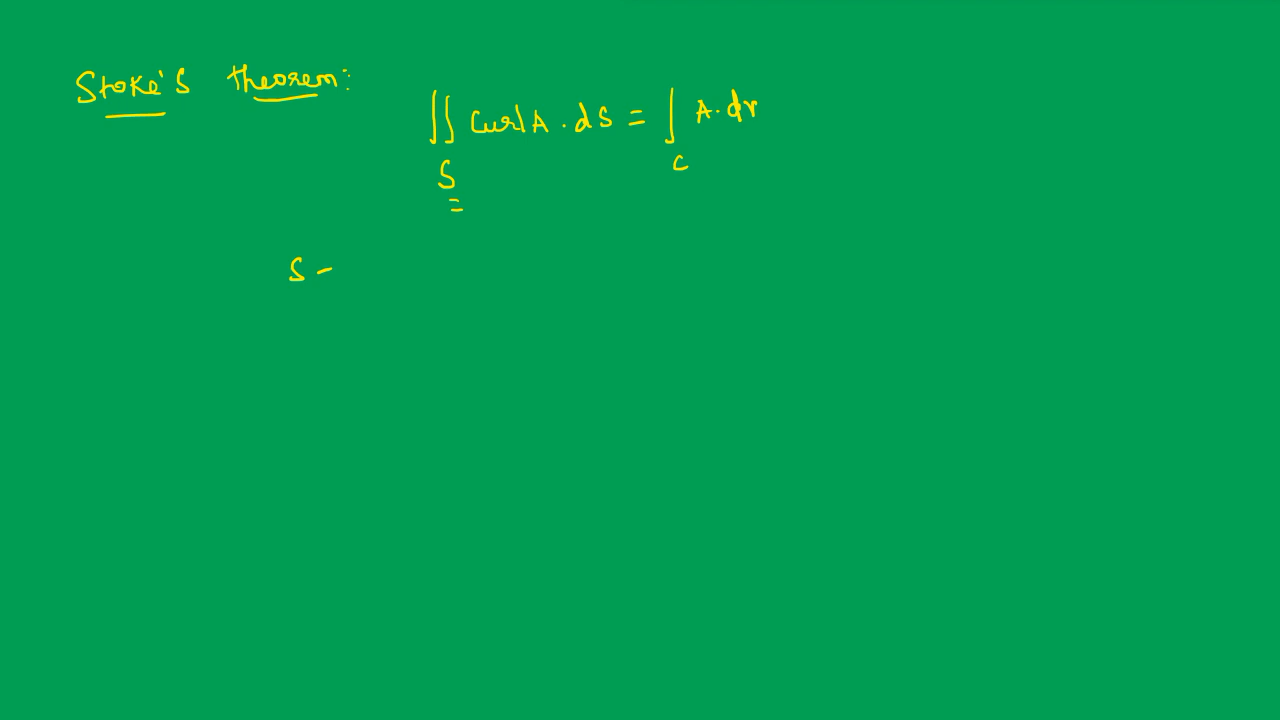 Stoke's theorem:
∬ Curl A . dS = ∫ A. dr
S C
S -